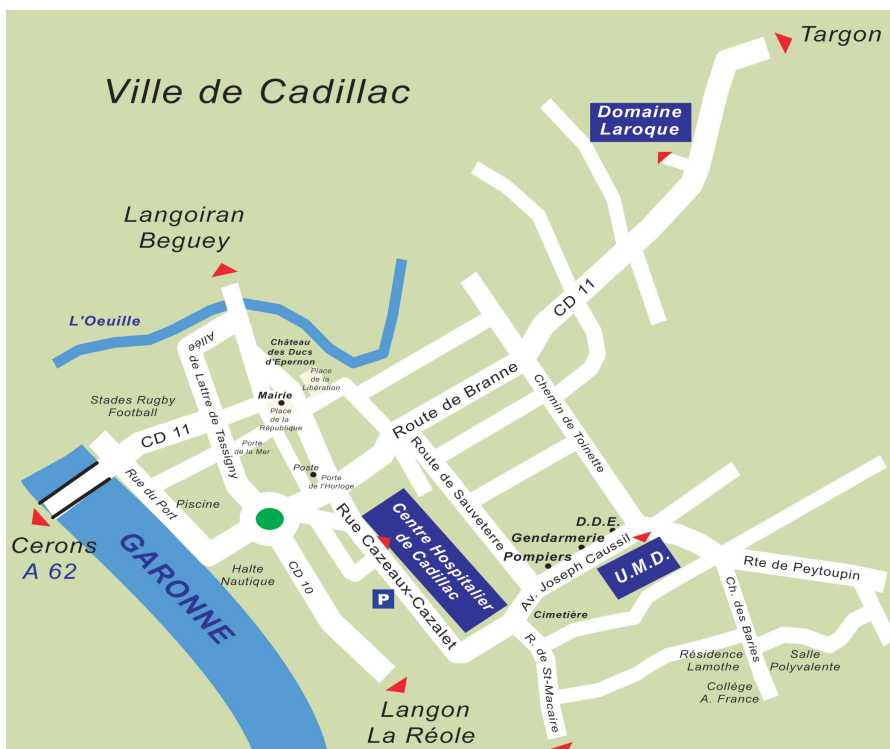 Targon
Ville de Cadillac
Domaine
Laroque
Langoiran
Beguey
CD 11
L'Oeuille
Allée
de Lattre de Tassigny
Château
des Ducs
d'Epernon
Place
de la
Libération
Mairie
Place
de la
République
Stades Rugby
Football
CD 11
Route de Branne
Chemin de Toinette
Porte
de la Mer
Poste
Porte
de l'Horloge
Route de Sauveterre
Rue du Port
Piscine
Cerons
A 62
GARONNE
Halte
Nautique
CD 10
Rue Cazeaux-Cazalet
Centre Hospitalier
de Cadillac
P
D.D.E.
Gendarmerie
Pompiers
Av. Joseph Caussil
U.M.D.
Rte de Peytoupin
Cimetière
Ch. des Baries
R. de St-Macaire
Résidence
Lamothe
Salle
Polyvalente
Collège
A. France
Langon
La Réole